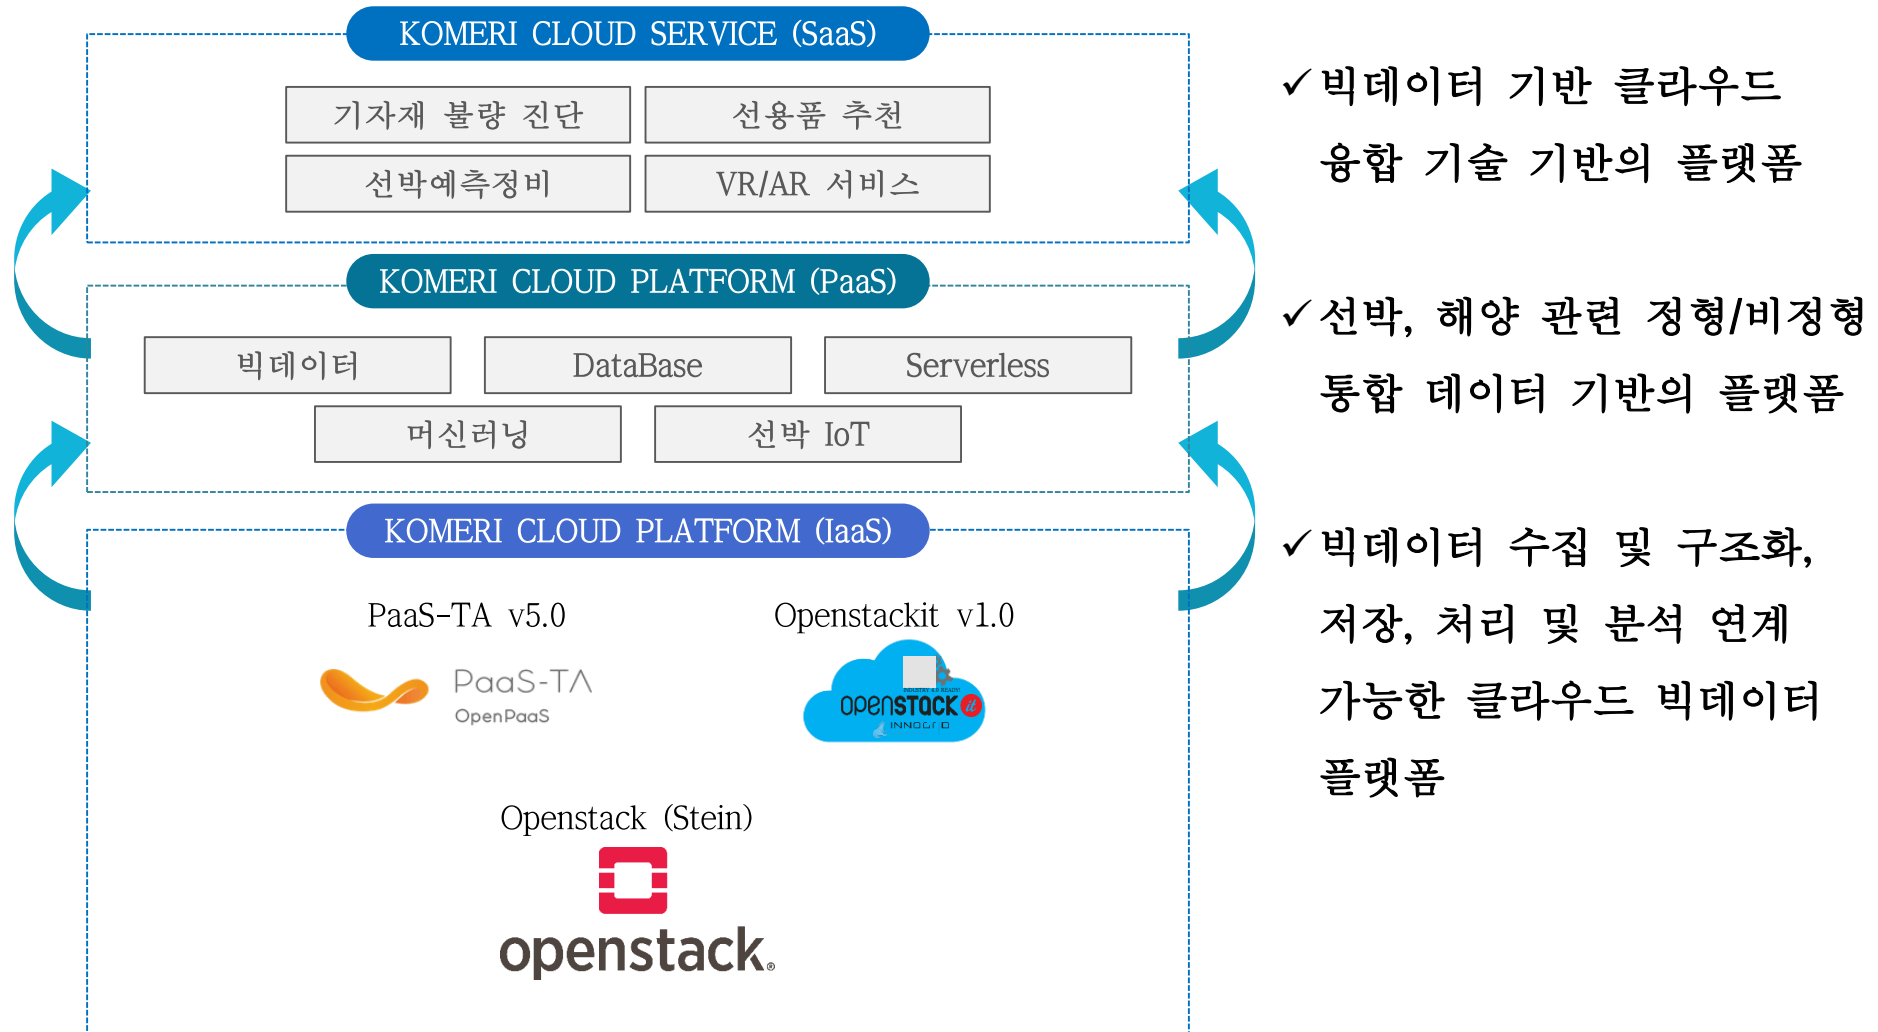 KOMERI CLOUD SERVICE (SaaS)
기자재 불량 진단
선용품 추천
선박예측정비
VR/AR 서비스
KOMERI CLOUD PLATFORM (PaaS)
빅데이터
DataBase
Serverless
머신러닝
선박 IoT
KOMERI CLOUD PLATFORM (IaaS)
PaaS-TA v5.0
Openstackit v1.0
PaaS-TA
OpenPaaS
INDUSTRY 4.0 READY!
openstack it
INNOGRID
Openstack (Stein)
openstack®
✓빅데이터 기반 클라우드
융합 기술 기반의 플랫폼
✓선박, 해양 관련 정형/비정형
통합 데이터 기반의 플랫폼
✓빅데이터 수집 및 구조화,
저장, 처리 및 분석 연계
가능한 클라우드 빅데이터
플랫폼